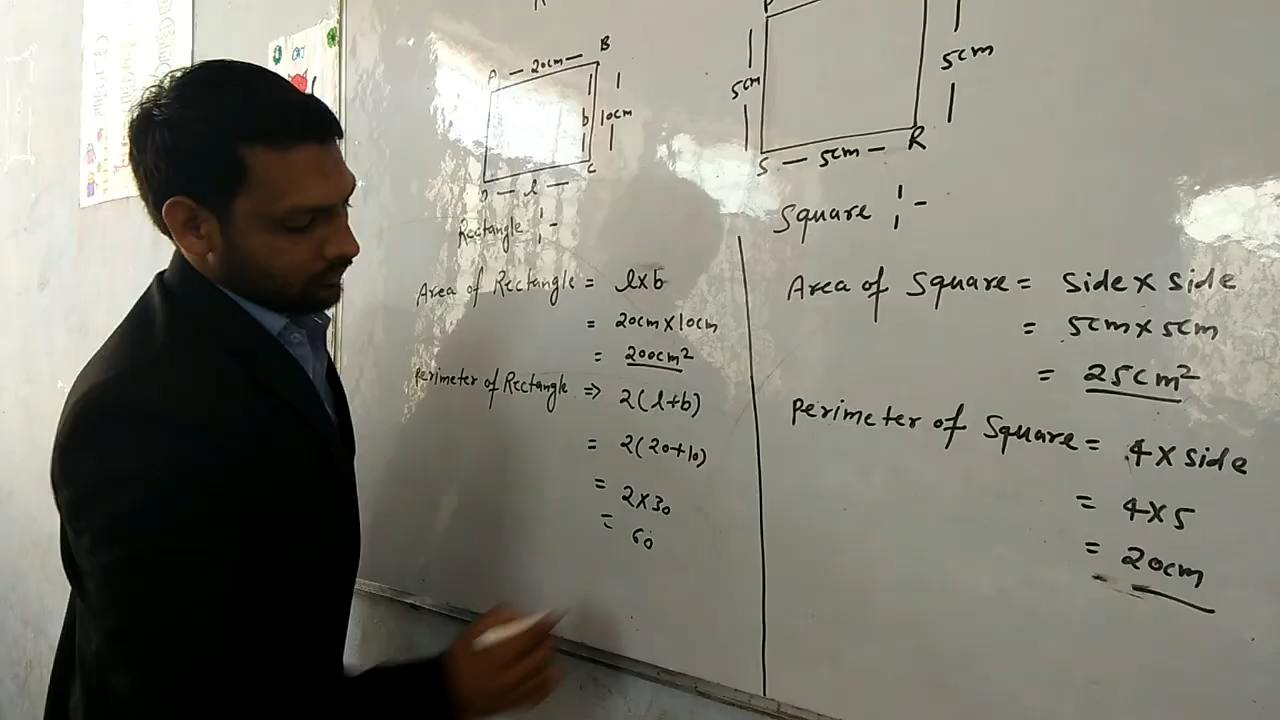 A — 20cm — B
b 10cm
D — l — C
Rectangle :-
Area of Rectangle = l×b
= 20cm×10cm
= 200cm²
Perimeter of Rectangle => 2(l+b)
= 2(20+10)
= 2×30
= 60
P
5cm
5cm
S — 5cm — R
Square :-
Area of Square = Side × Side
= 5cm × 5cm
= 25cm²
Perimeter of Square = 4×Side
= 4×5
= 20cm